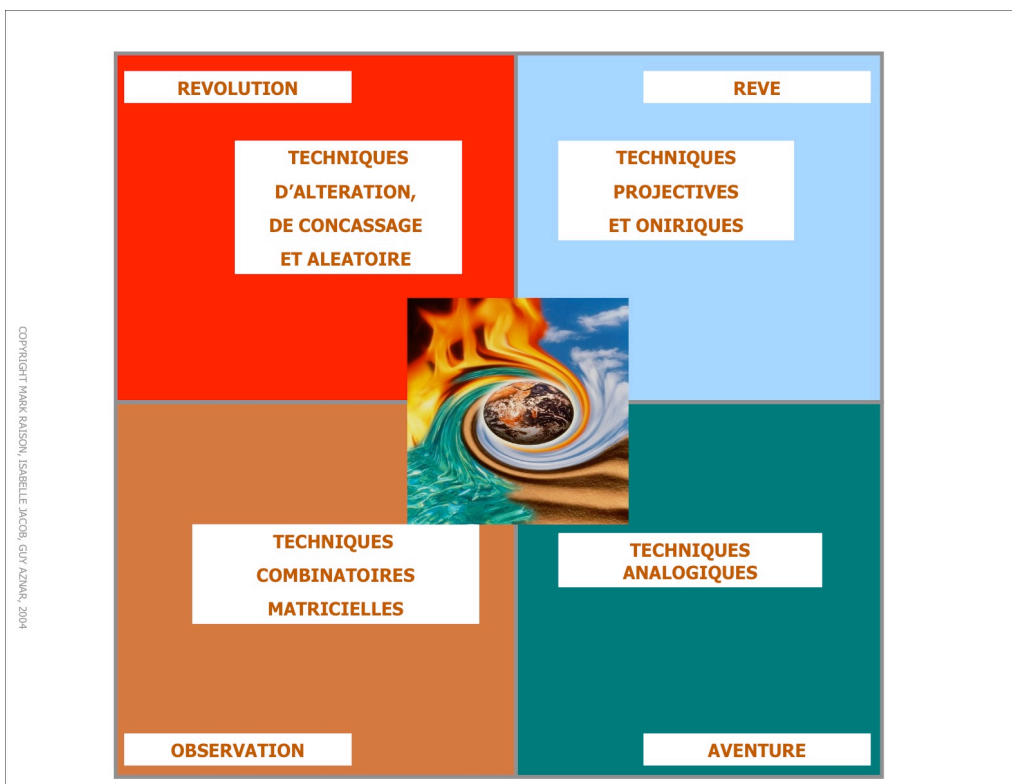 REVOLUTION
REVE
TECHNIQUES
D’ALTERATION,
DE CONCASSAGE
ET ALEATOIRE
TECHNIQUES
PROJECTIVES
ET ONIRIQUES
TECHNIQUES
COMBINATOIRES
MATRICIELLES
TECHNIQUES
ANALOGIQUES
OBSERVATION
AVENTURE
COPYRIGHT MARK RAISON, ISABELLE JACOB, GUY AZNAR, 2004